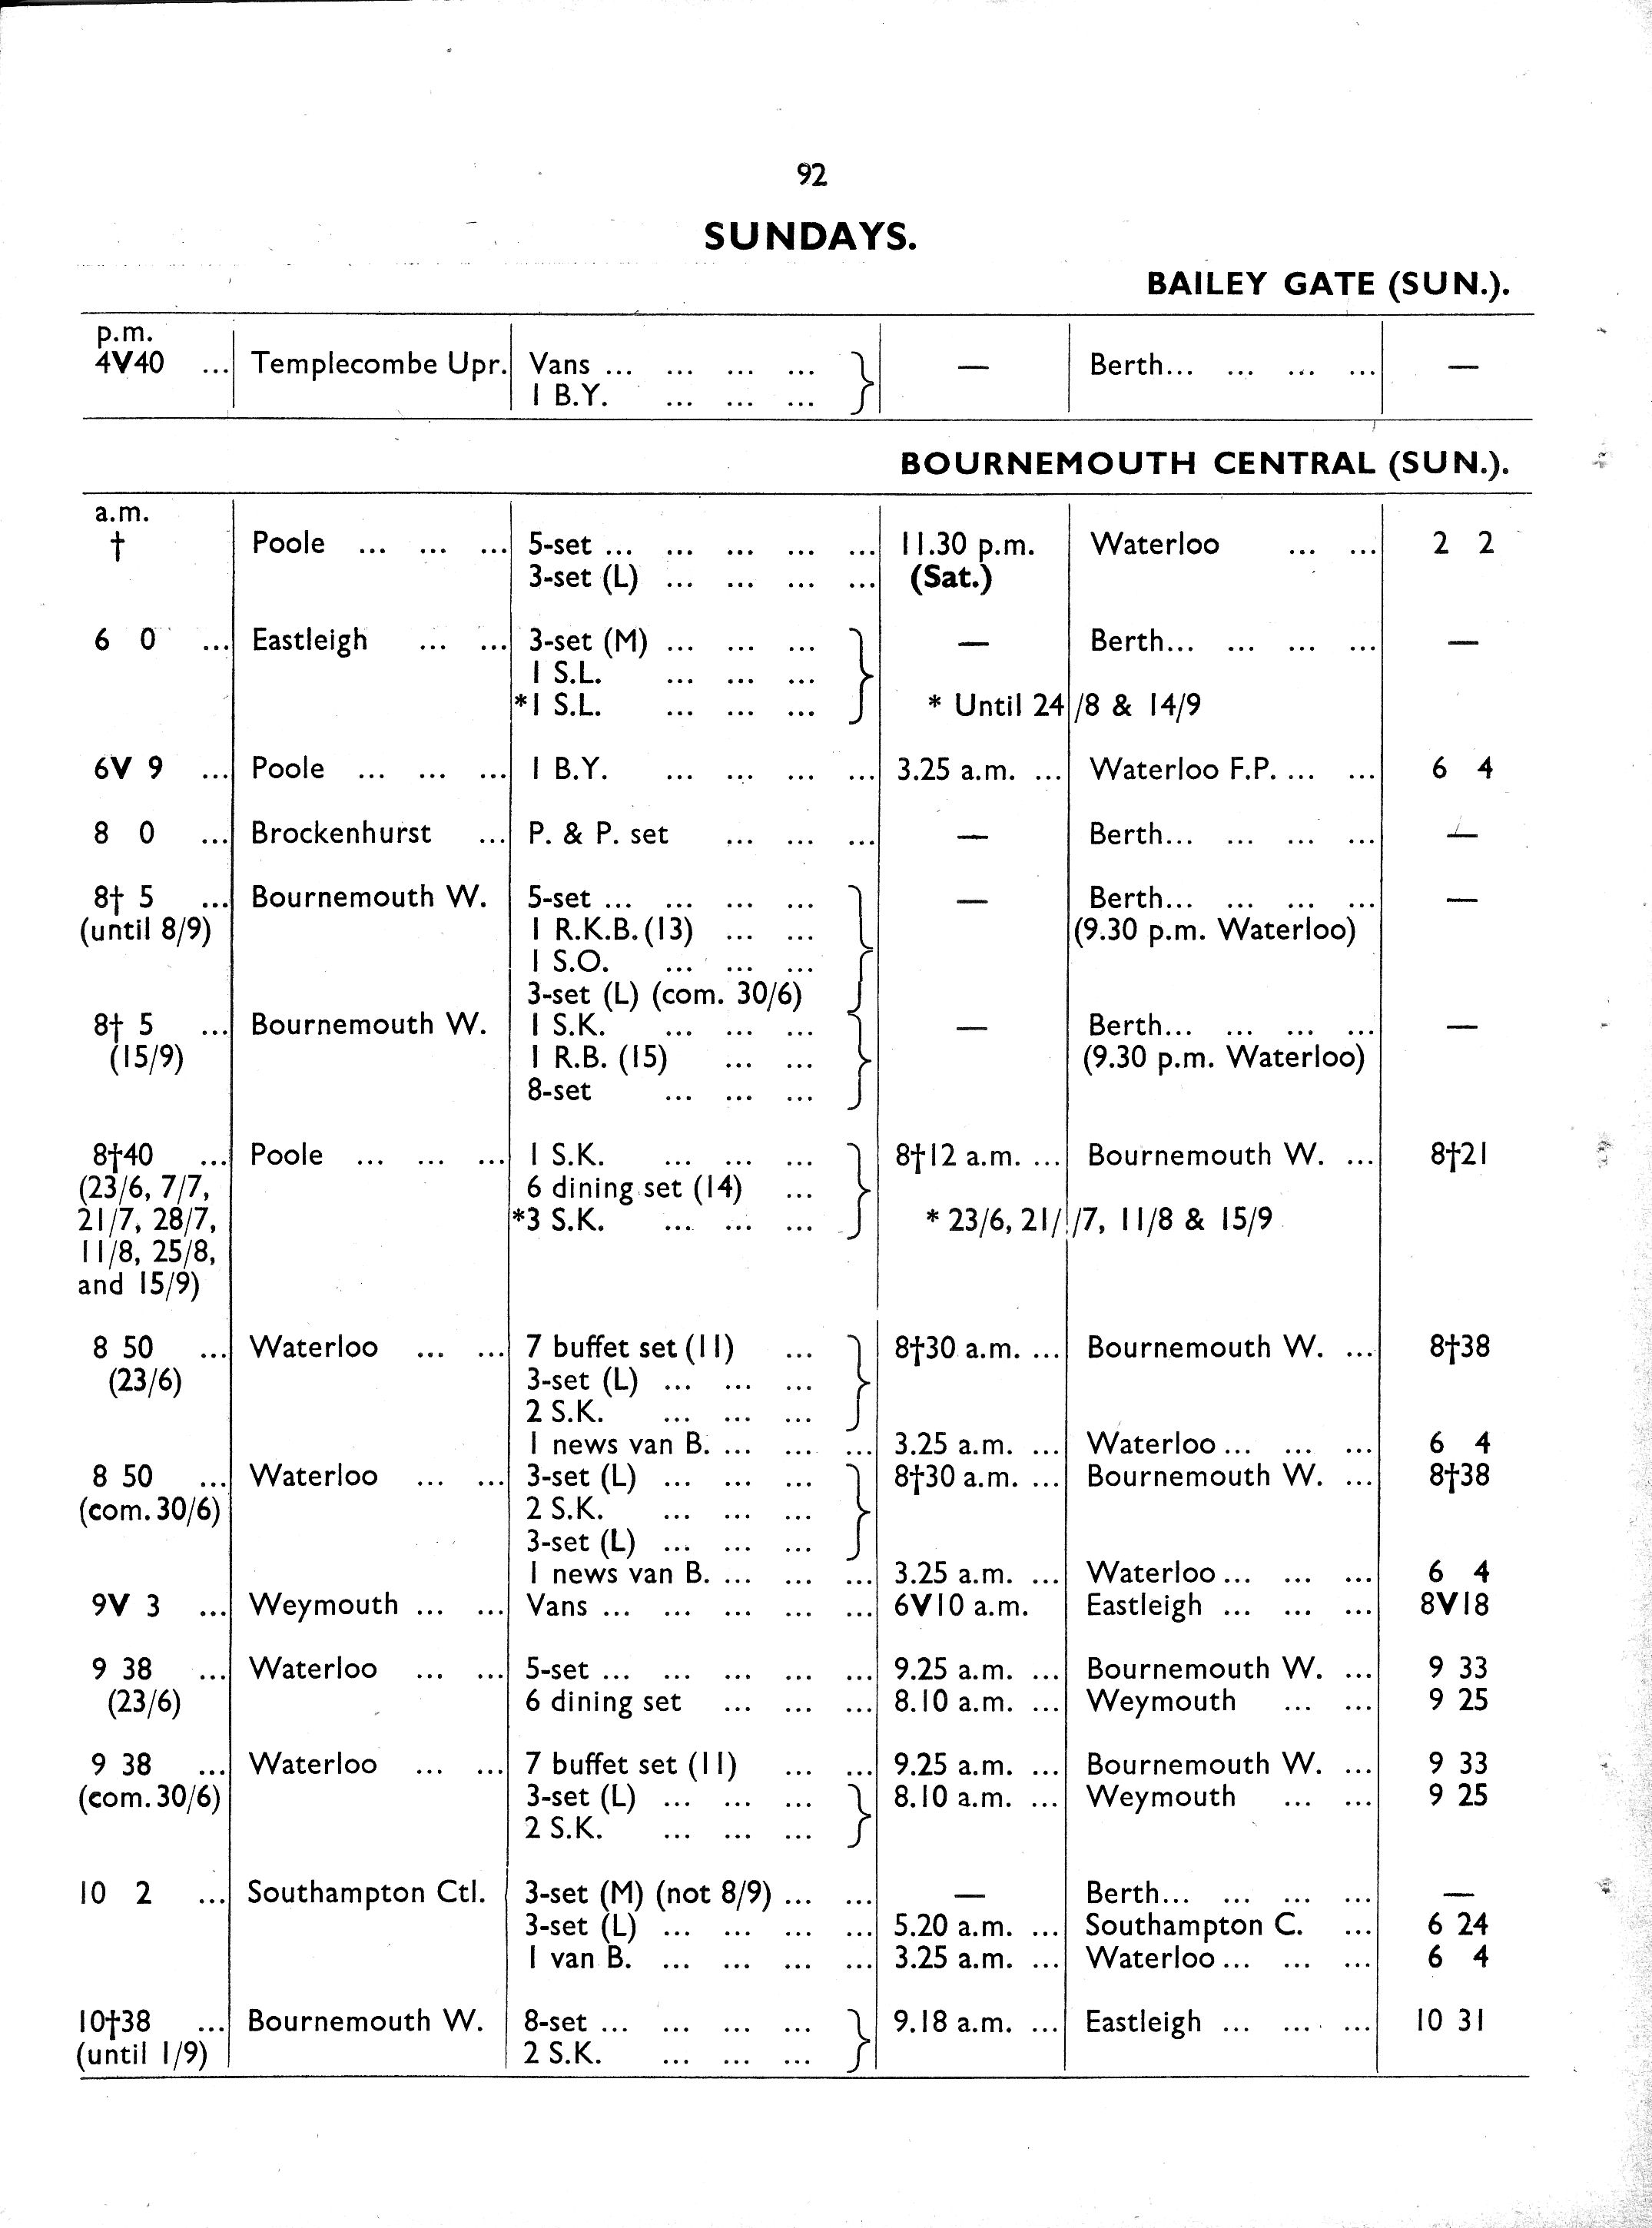 92
SUNDAYS.
BAILEY GATE (SUN.).
p.m.
4V40 ... Templecombe Upr. Vans ... ... ... ... — Berth... ... ... ... —
1 B.Y. ... ... ...
BOURNEMOUTH CENTRAL (SUN.).
a.m.
† Poole ... ... ... 5-set ... ... ... ... ... 11.30 p.m. Waterloo ... ... 2 2
3-set (L) ... ... ... ... (Sat.)
6 0 ... Eastleigh ... ... 3-set (M) ... ... ... — Berth... ... ... ... —
1 S.L. ... ... ...
*1 S.L. ... ... ... * Until 24/8 & 14/9
6V 9 ... Poole ... ... ... 1 B.Y. ... ... ... ... 3.25 a.m. ... Waterloo F.P. ... ... 6 4
8 0 ... Brockenhurst ... P. & P. set ... ... ... — Berth... ... ... ... —
8† 5 ... Bournemouth W. 5-set ... ... ... ... — Berth... ... ... ... —
(until 8/9) 1 R.K.B. (13) ... ... (9.30 p.m. Waterloo)
1 S.O. ... ... ...
3-set (L) (com. 30/6)
8† 5 ... Bournemouth W. 1 S.K. ... ... ... — Berth... ... ... ... —
(15/9) 1 R.B. (15) ... ... (9.30 p.m. Waterloo)
8-set ... ... ...
8†40 ... Poole ... ... ... 1 S.K. ... ... ... 8†12 a.m. ... Bournemouth W. ... 8†21
(23/6, 7/7, 6 dining set (14) ...
21/7, 28/7, *3 S.K. ... ... ... * 23/6, 21/7, 11/8 & 15/9
11/8, 25/8,
and 15/9)
8 50 ... Waterloo ... ... 7 buffet set (11) ... 8†30 a.m. ... Bournemouth W. ... 8†38
(23/6) 3-set (L) ... ... ...
2 S.K. ... ... ...
1 news van B. ... ... ... 3.25 a.m. ... Waterloo ... ... ... 6 4
8 50 ... Waterloo ... ... 3-set (L) ... ... ... 8†30 a.m. ... Bournemouth W. ... 8†38
(com. 30/6) 2 S.K. ... ... ...
3-set (L) ... ... ...
1 news van B. ... ... ... 3.25 a.m. ... Waterloo ... ... ... 6 4
9V 3 ... Weymouth ... ... Vans ... ... ... ... ... 6V10 a.m. Eastleigh ... ... ... 8V18
9 38 ... Waterloo ... ... 5-set ... ... ... ... ... 9.25 a.m. ... Bournemouth W. ... 9 33
(23/6) 6 dining set ... ... ... 8.10 a.m. ... Weymouth ... ... 9 25
9 38 ... Waterloo ... ... 7 buffet set (11) ... ... 9.25 a.m. ... Bournemouth W. ... 9 33
(com. 30/6) 3-set (L) ... ... ... 8.10 a.m. ... Weymouth ... ... 9 25
2 S.K. ... ... ...
10 2 ... Southampton Ctl. 3-set (M) (not 8/9) ... ... — Berth... ... ... ... —
3-set (L) ... ... ... ... 5.20 a.m. ... Southampton C. ... 6 24
1 van B. ... ... ... ... 3.25 a.m. ... Waterloo ... ... ... 6 4
10†38 ... Bournemouth W. 8-set ... ... ... ... 9.18 a.m. ... Eastleigh ... ... ... 10 31
(until 1/9) 2 S.K. ... ... ...